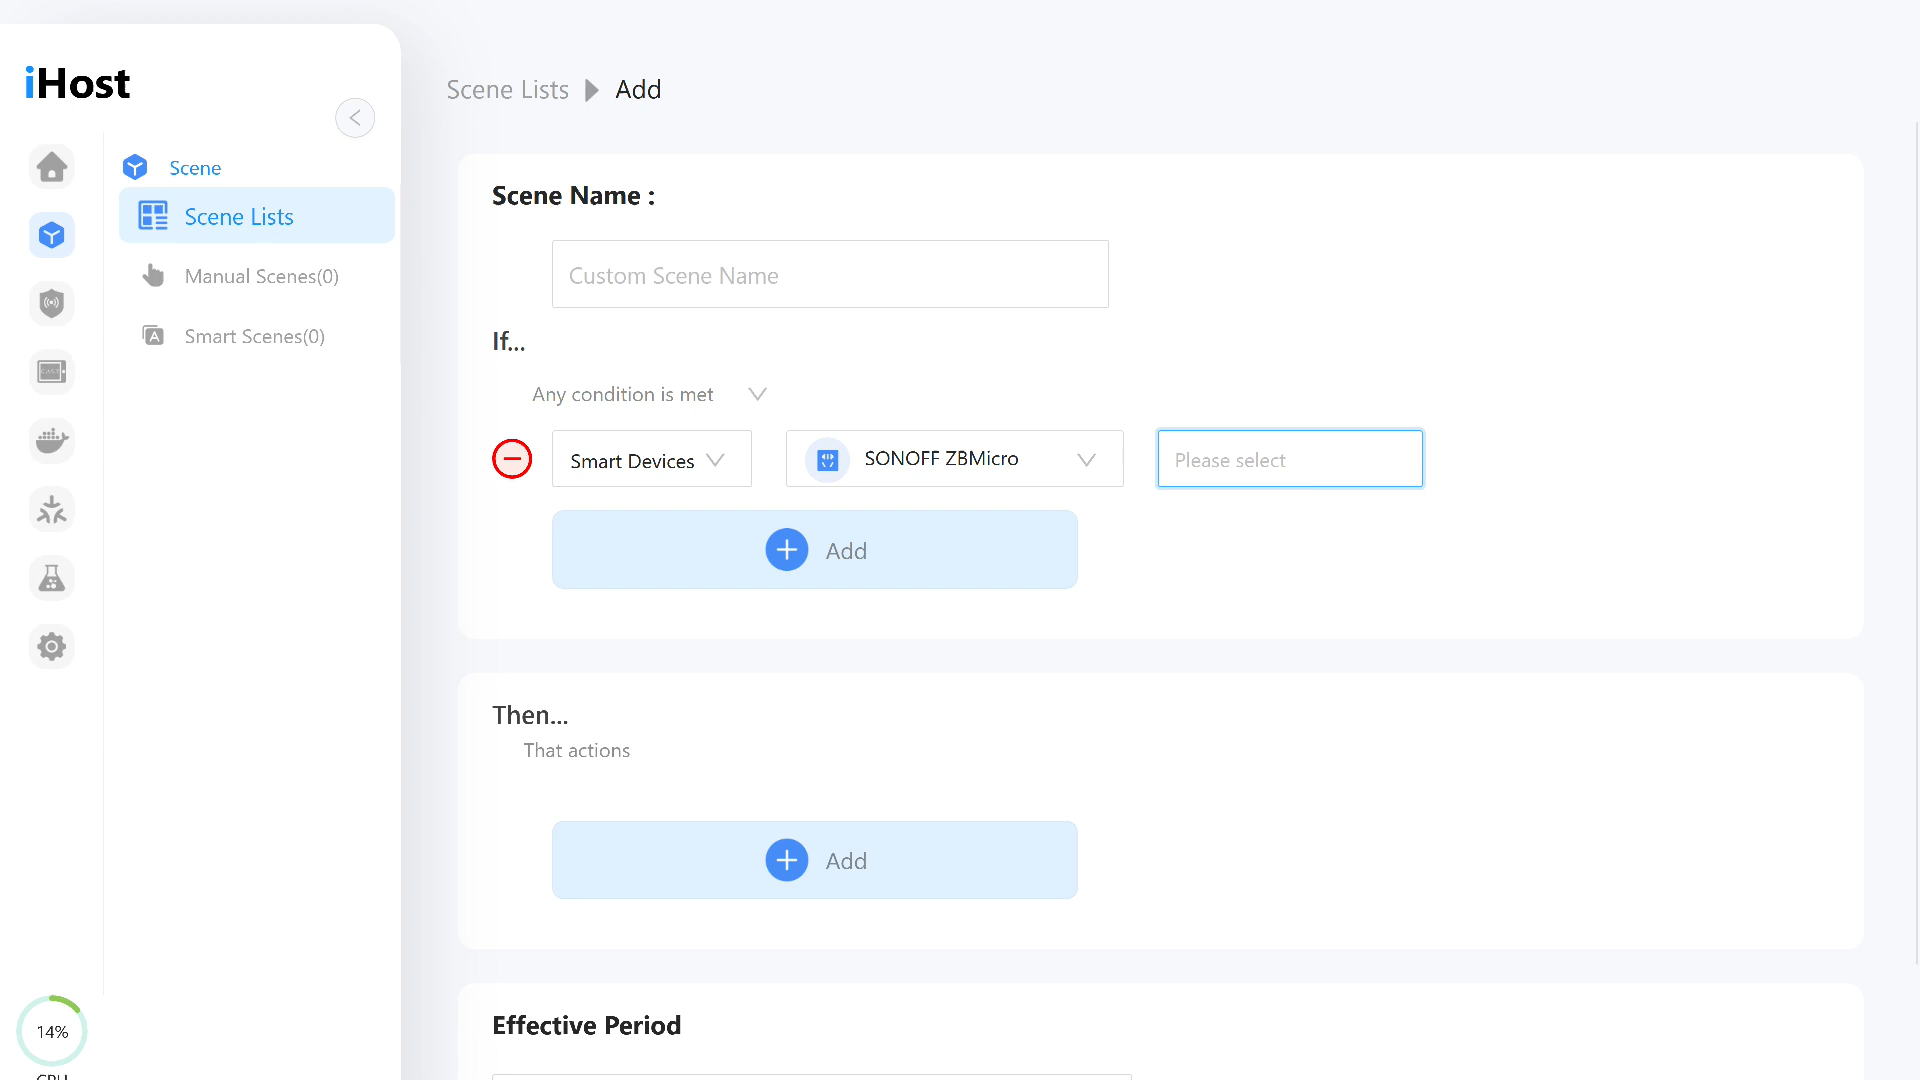 iHost
Scene Lists Add
Scene
Scene Lists
Manual Scenes(0)
Smart Scenes(0)
Scene Name :
Custom Scene Name
If...
Any condition is met
Smart Devices
SONOFF ZBMicro
Please select
Add
Then...
That actions
Add
Effective Period
14%
CPU